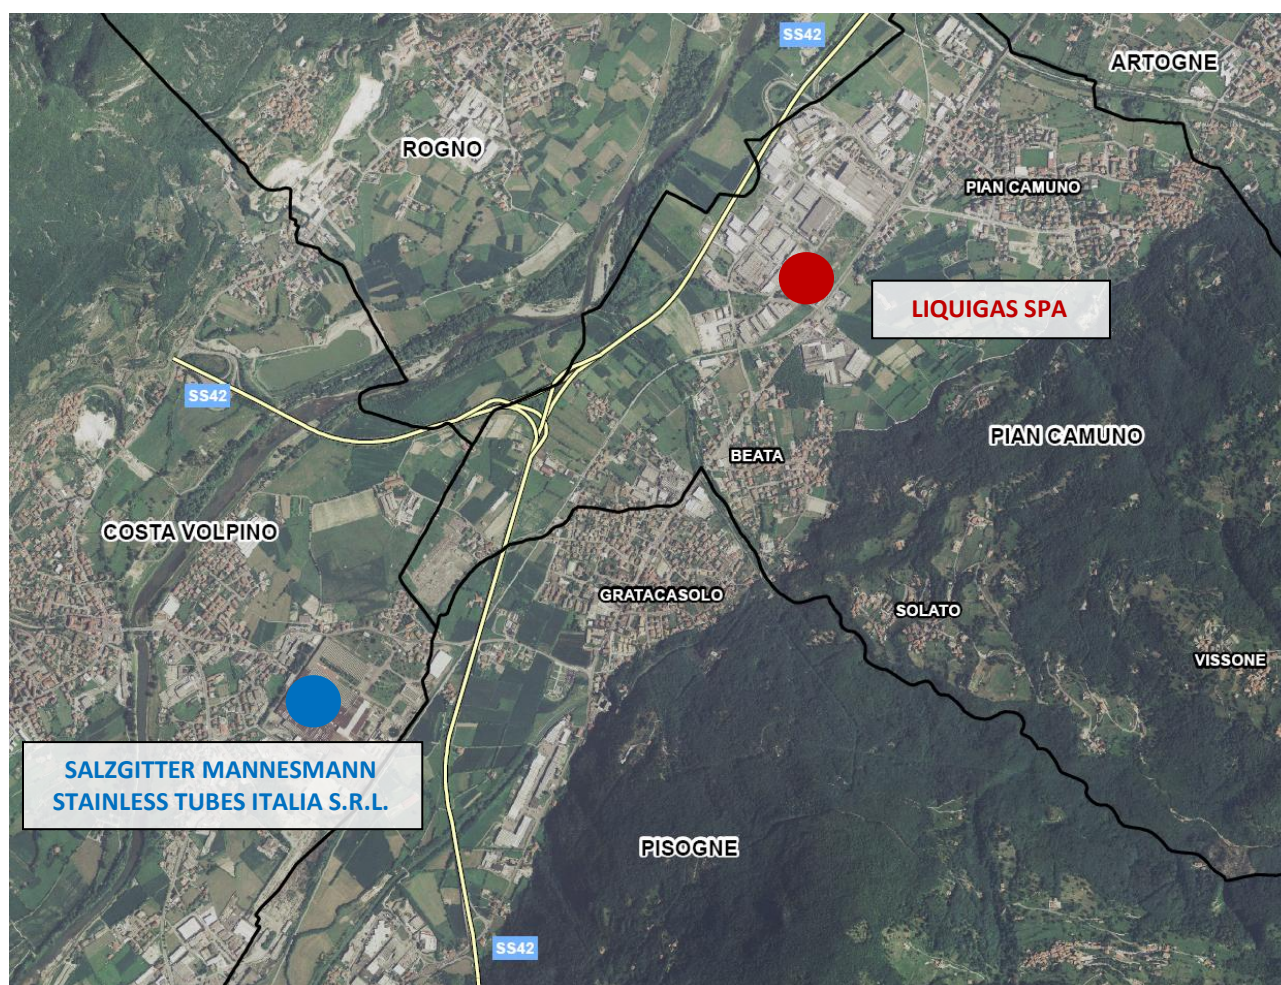 SS42
ARTOGNE
ROGNO
PIAN CAMUNO
LIQUIGAS SPA
SS42
PIAN CAMUNO
BEATA
COSTA VOLPINO
GRATACASOLO
SOLATO
VISSONE
SALZGITTER MANNESMANN
STAINLESS TUBES ITALIA S.R.L.
PISOGNE
SS42